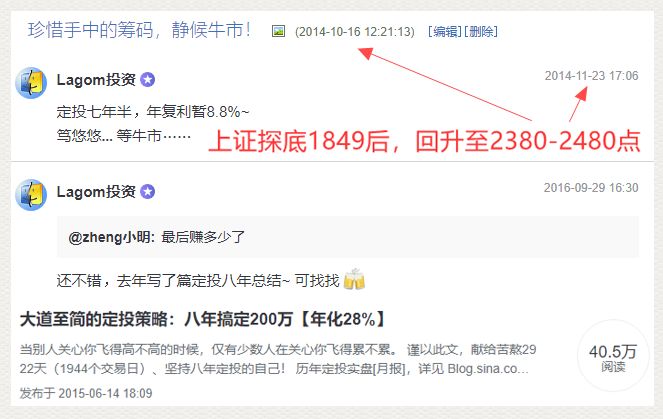 珍惜手中的筹码，静候牛市！ (2014-10-16 12:21:13) [编辑][删除]
Lagom投资 2014-11-23 17:06
定投七年半，年复利暂8.8%~
笃悠悠... 等牛市……
上证探底1849后，回升至2380-2480点
Lagom投资 2016-09-29 16:30
@zheng小明: 最后赚多少了
还不错，去年写了篇定投八年总结~ 可找找
大道至简的定投策略：八年搞定200万【年化28%】
当别人关心你飞得高不高的时候，仅有少数人在关心你飞得累不累。 谨以此文，献给苦熬29
22天（1944个交易日）、坚持八年定投的自己！ 历年定投实盘[月报]，详见 Blog.sina.co...
发布于 2015-06-14 18:09
40.5万
阅读